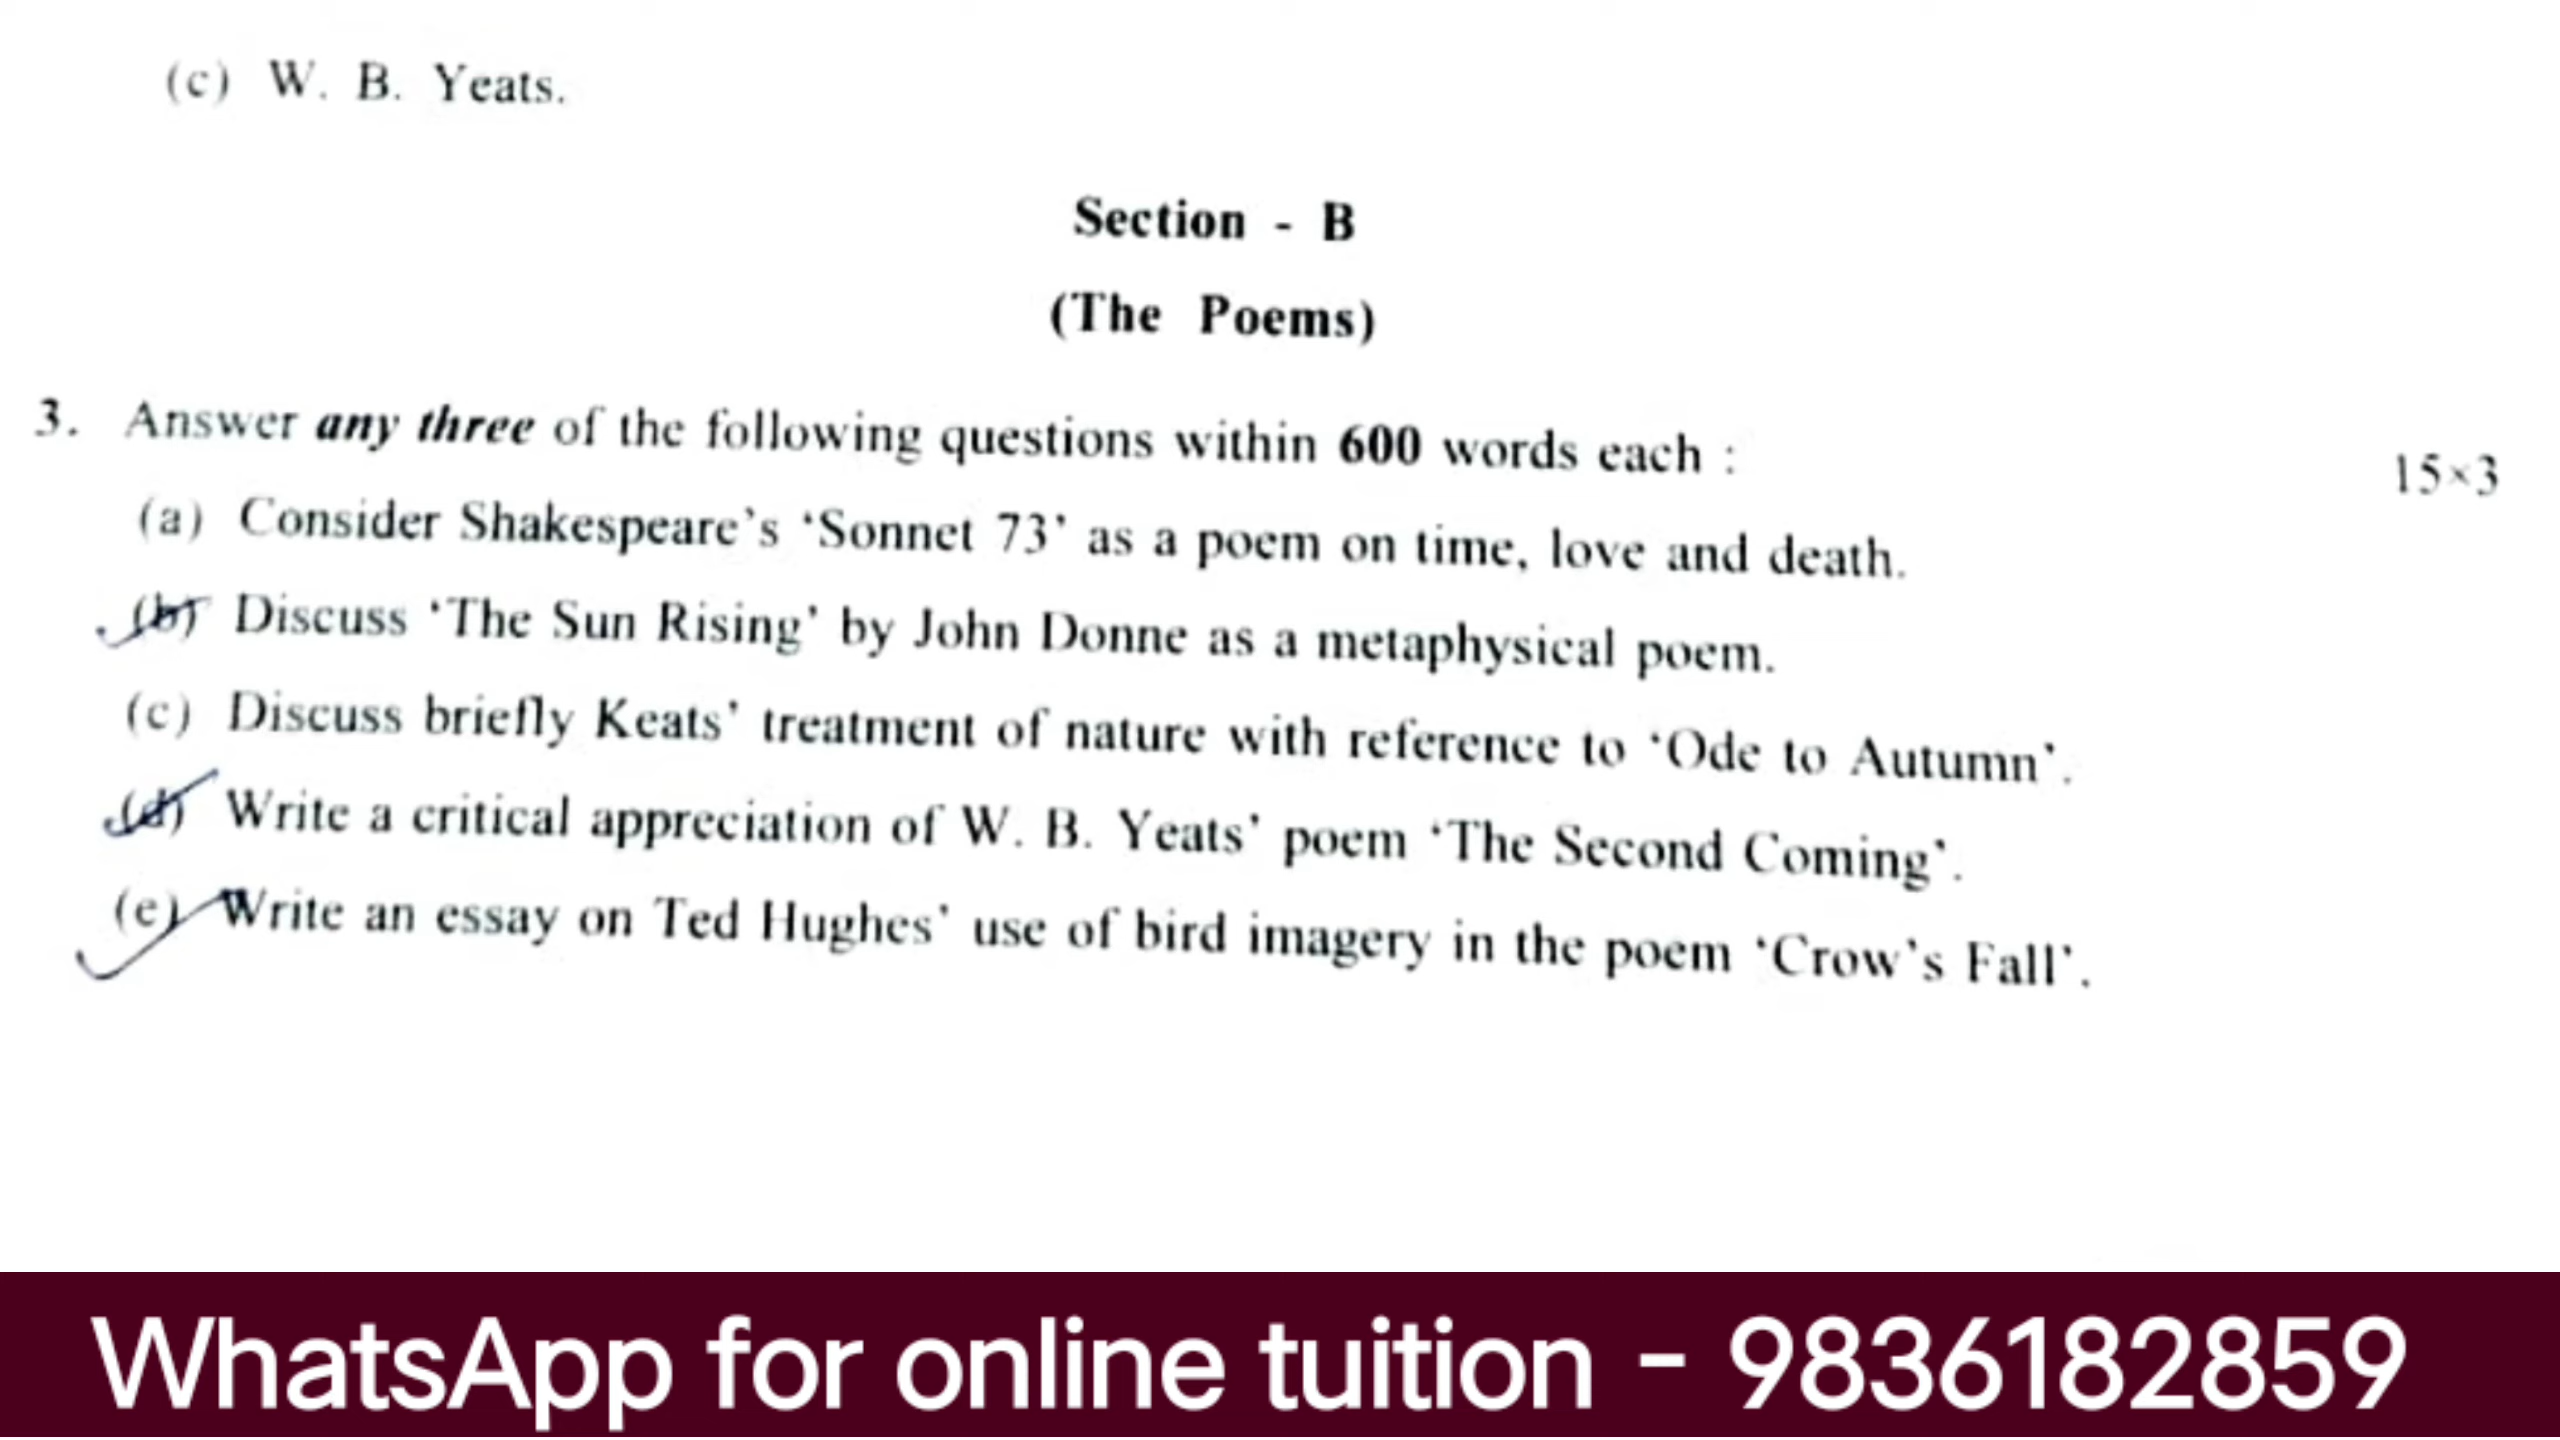 (c) W. B. Yeats.
Section - B
(The Poems)
3. Answer any three of the following questions within 600 words each : 15×3
(a) Consider Shakespeare's 'Sonnet 73' as a poem on time, love and death.
(b) Discuss 'The Sun Rising' by John Donne as a metaphysical poem.
(c) Discuss briefly Keats' treatment of nature with reference to 'Ode to Autumn'.
(d) Write a critical appreciation of W. B. Yeats' poem 'The Second Coming'.
(e) Write an essay on Ted Hughes' use of bird imagery in the poem 'Crow's Fall'.
WhatsApp for online tuition - 9836182859